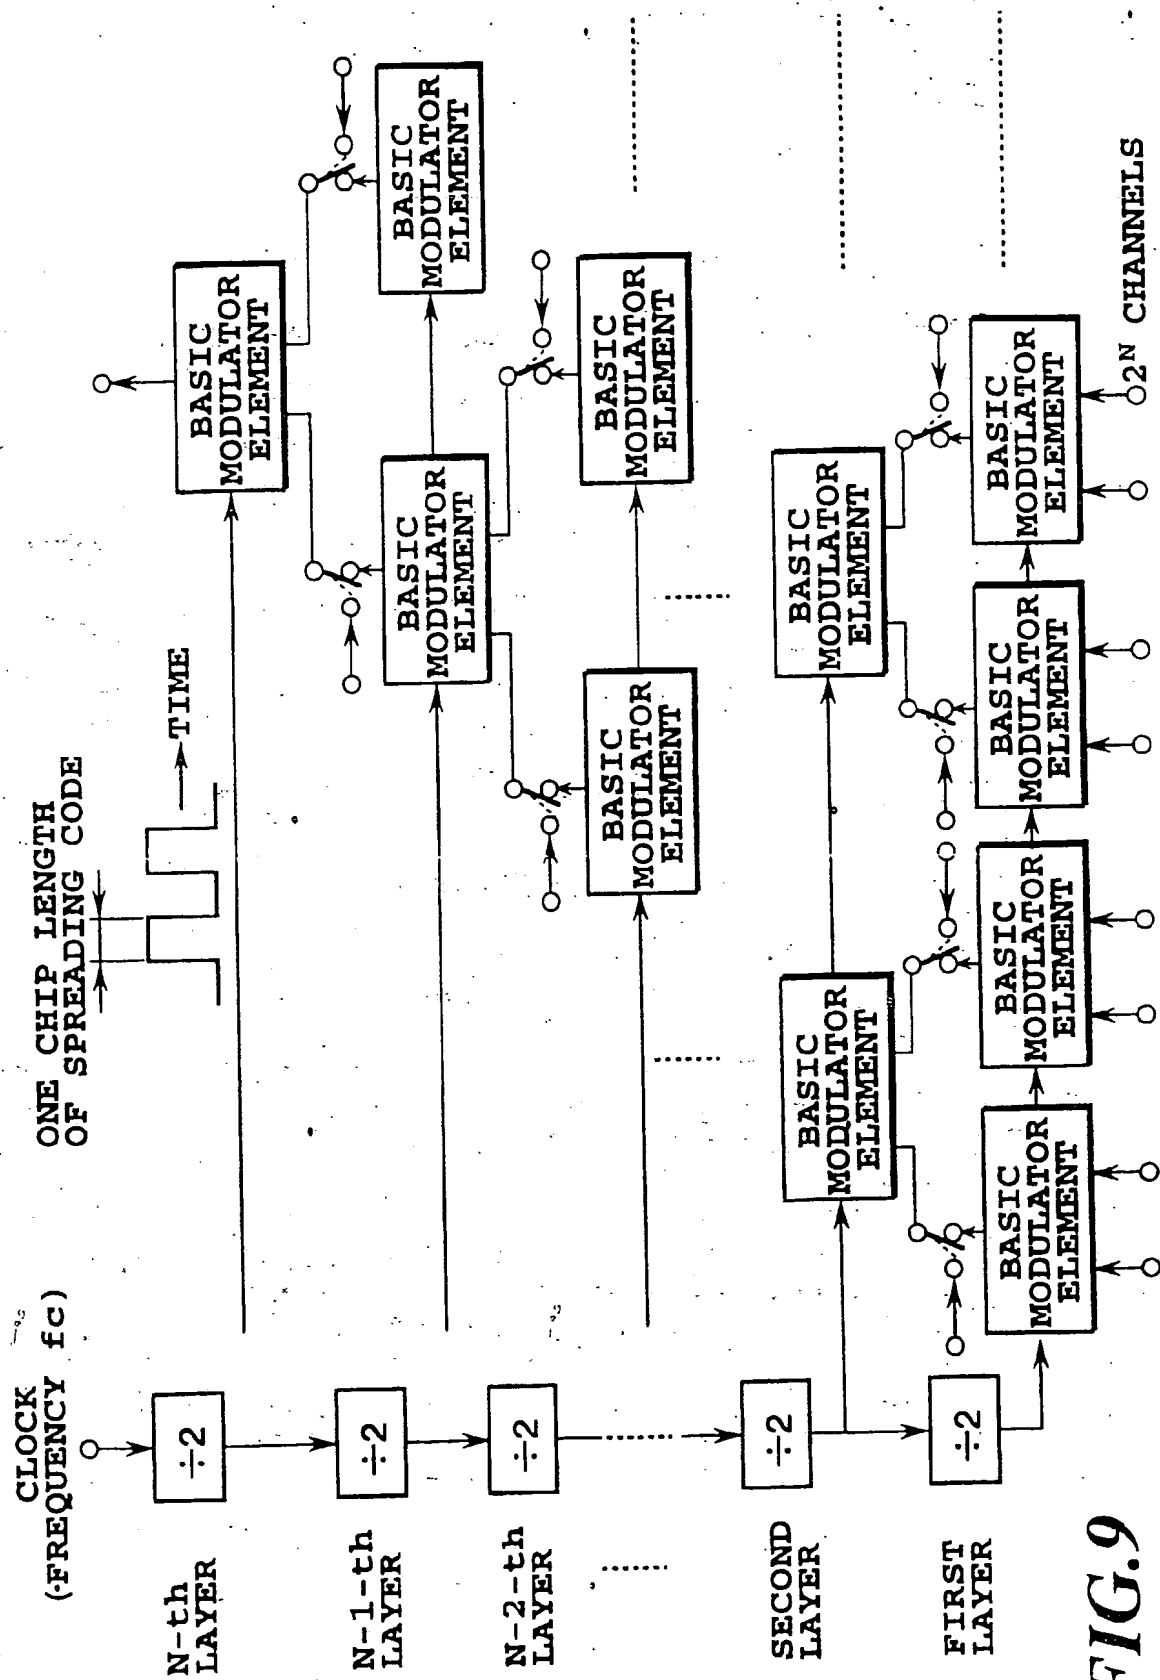 CLOCK
(FREQUENCY fc)
ONE CHIP LENGTH
OF SPREADING CODE
TIME
N-th
LAYER
÷2
BASIC
MODULATOR
ELEMENT
N-1-th
LAYER
÷2
BASIC
MODULATOR
ELEMENT
BASIC
MODULATOR
ELEMENT
N-2-th
LAYER
÷2
BASIC
MODULATOR
ELEMENT
BASIC
MODULATOR
ELEMENT
SECOND
LAYER
÷2
BASIC
MODULATOR
ELEMENT
BASIC
MODULATOR
ELEMENT
FIRST
LAYER
÷2
BASIC
MODULATOR
ELEMENT
BASIC
MODULATOR
ELEMENT
BASIC
MODULATOR
ELEMENT
BASIC
MODULATOR
ELEMENT
2ᴺ CHANNELS
FIG.9